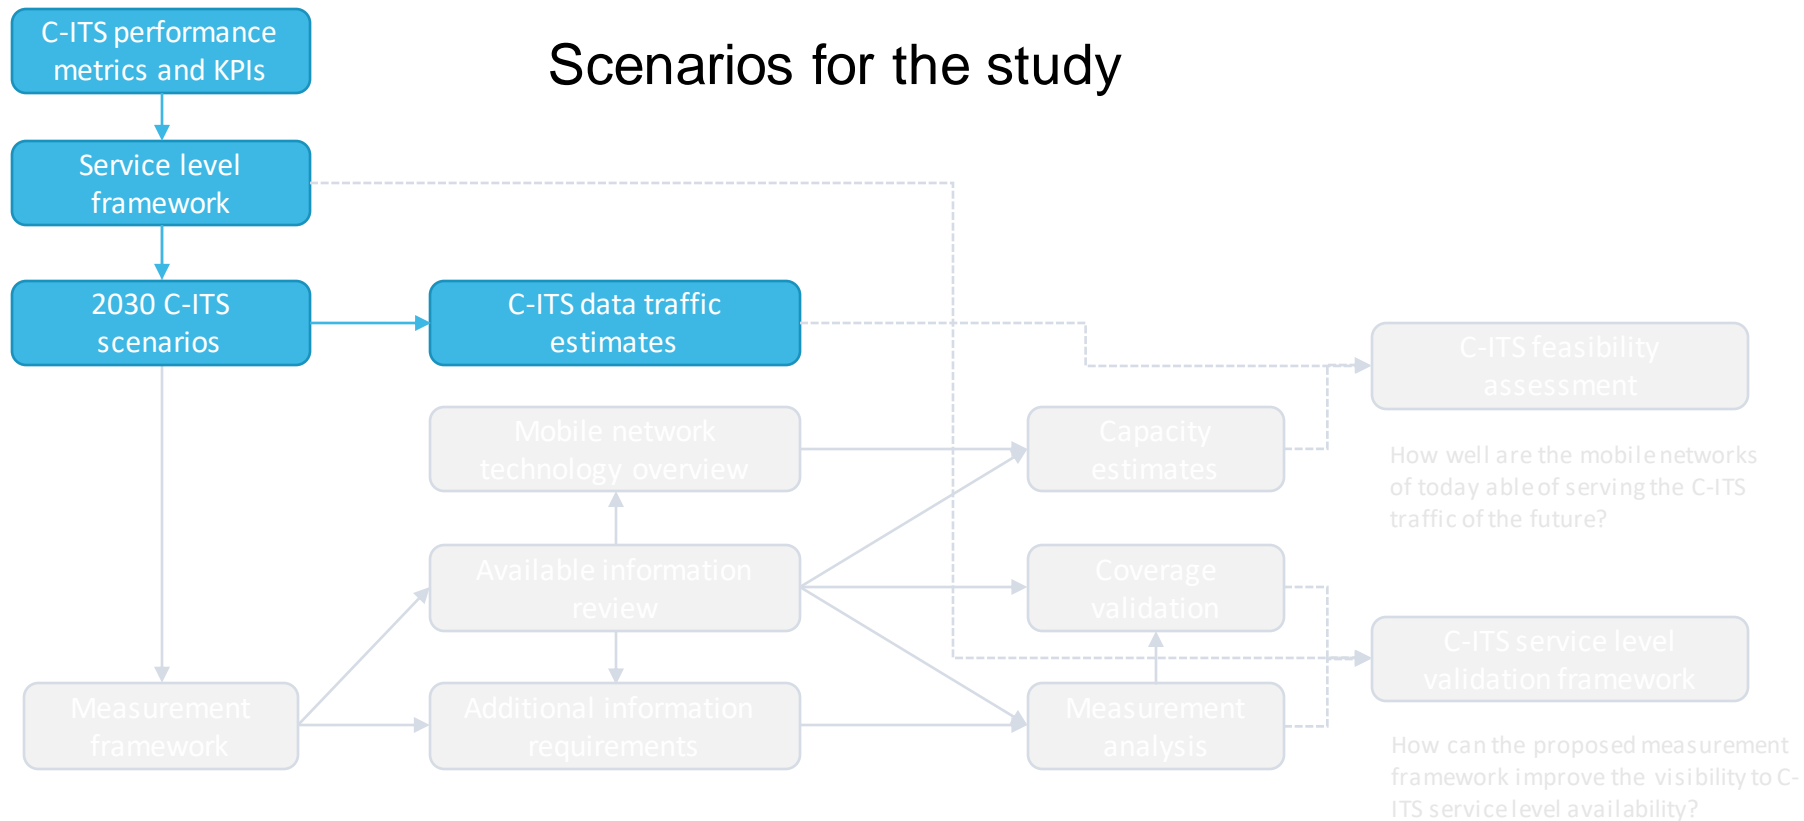 Scenarios for the study
C-ITS performance
metrics and KPIs
Service level
framework
2030 C-ITS
scenarios
C-ITS data traffic
estimates
C-ITS feasibility
assessment
Mobile network
technology overview
Capacity
estimates
How well are the mobile networks
of today able of serving the C-ITS
traffic of the future?
Available information
review
Coverage
validation
C-ITS service level
validation framework
Measurement
framework
Additional information
requirements
Measurement
analysis
How can the proposed measurement
framework improve the visibility to C-
ITS service level availability?